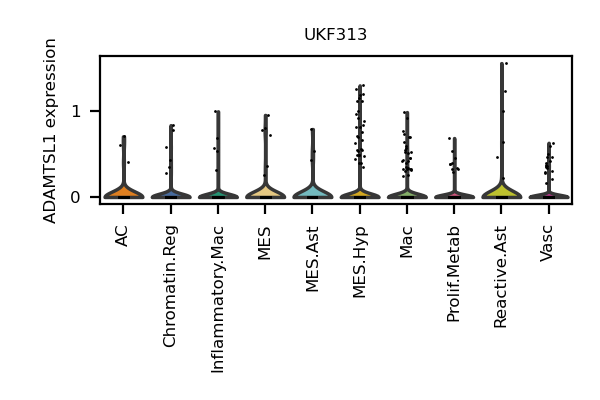 UKF313
ADAMTSL1 expression
1
0
AC
Chromatin.Reg
Inflammatory.Mac
MES
MES.Ast
MES.Hyp
Mac
Prolif.Metab
Reactive.Ast
Vasc